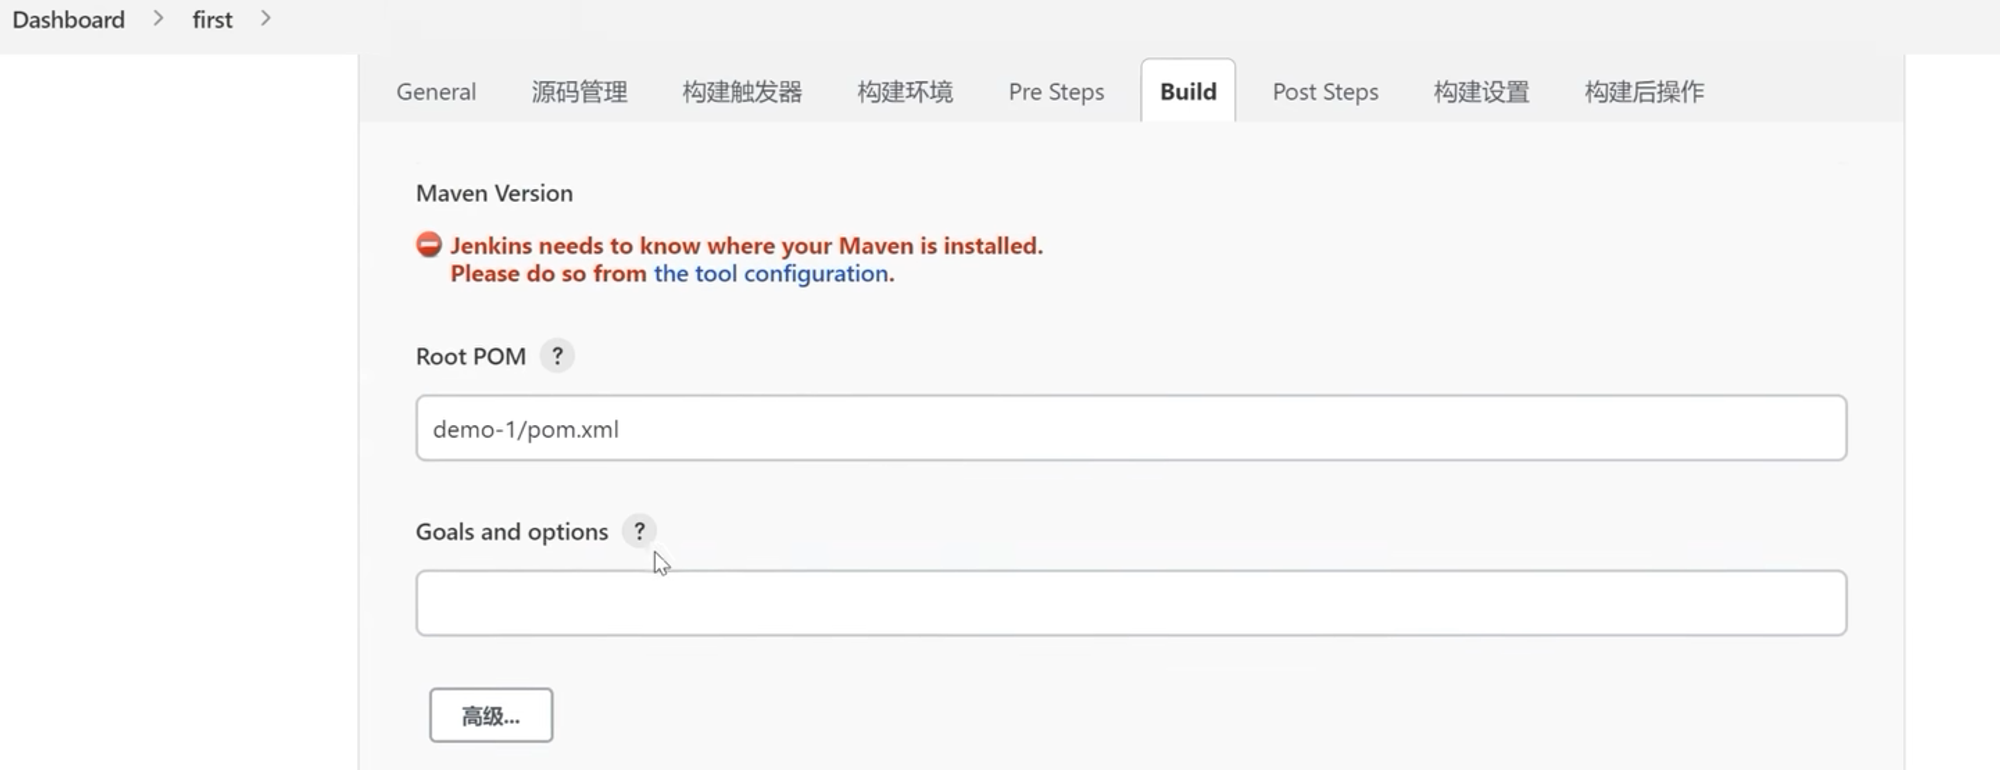 Dashboard > first >
General 源码管理 构建触发器 构建环境 Pre Steps Build Post Steps 构建设置 构建后操作
Maven Version
Jenkins needs to know where your Maven is installed.
Please do so from the tool configuration.
Root POM ?
demo-1/pom.xml
Goals and options ?
高级...